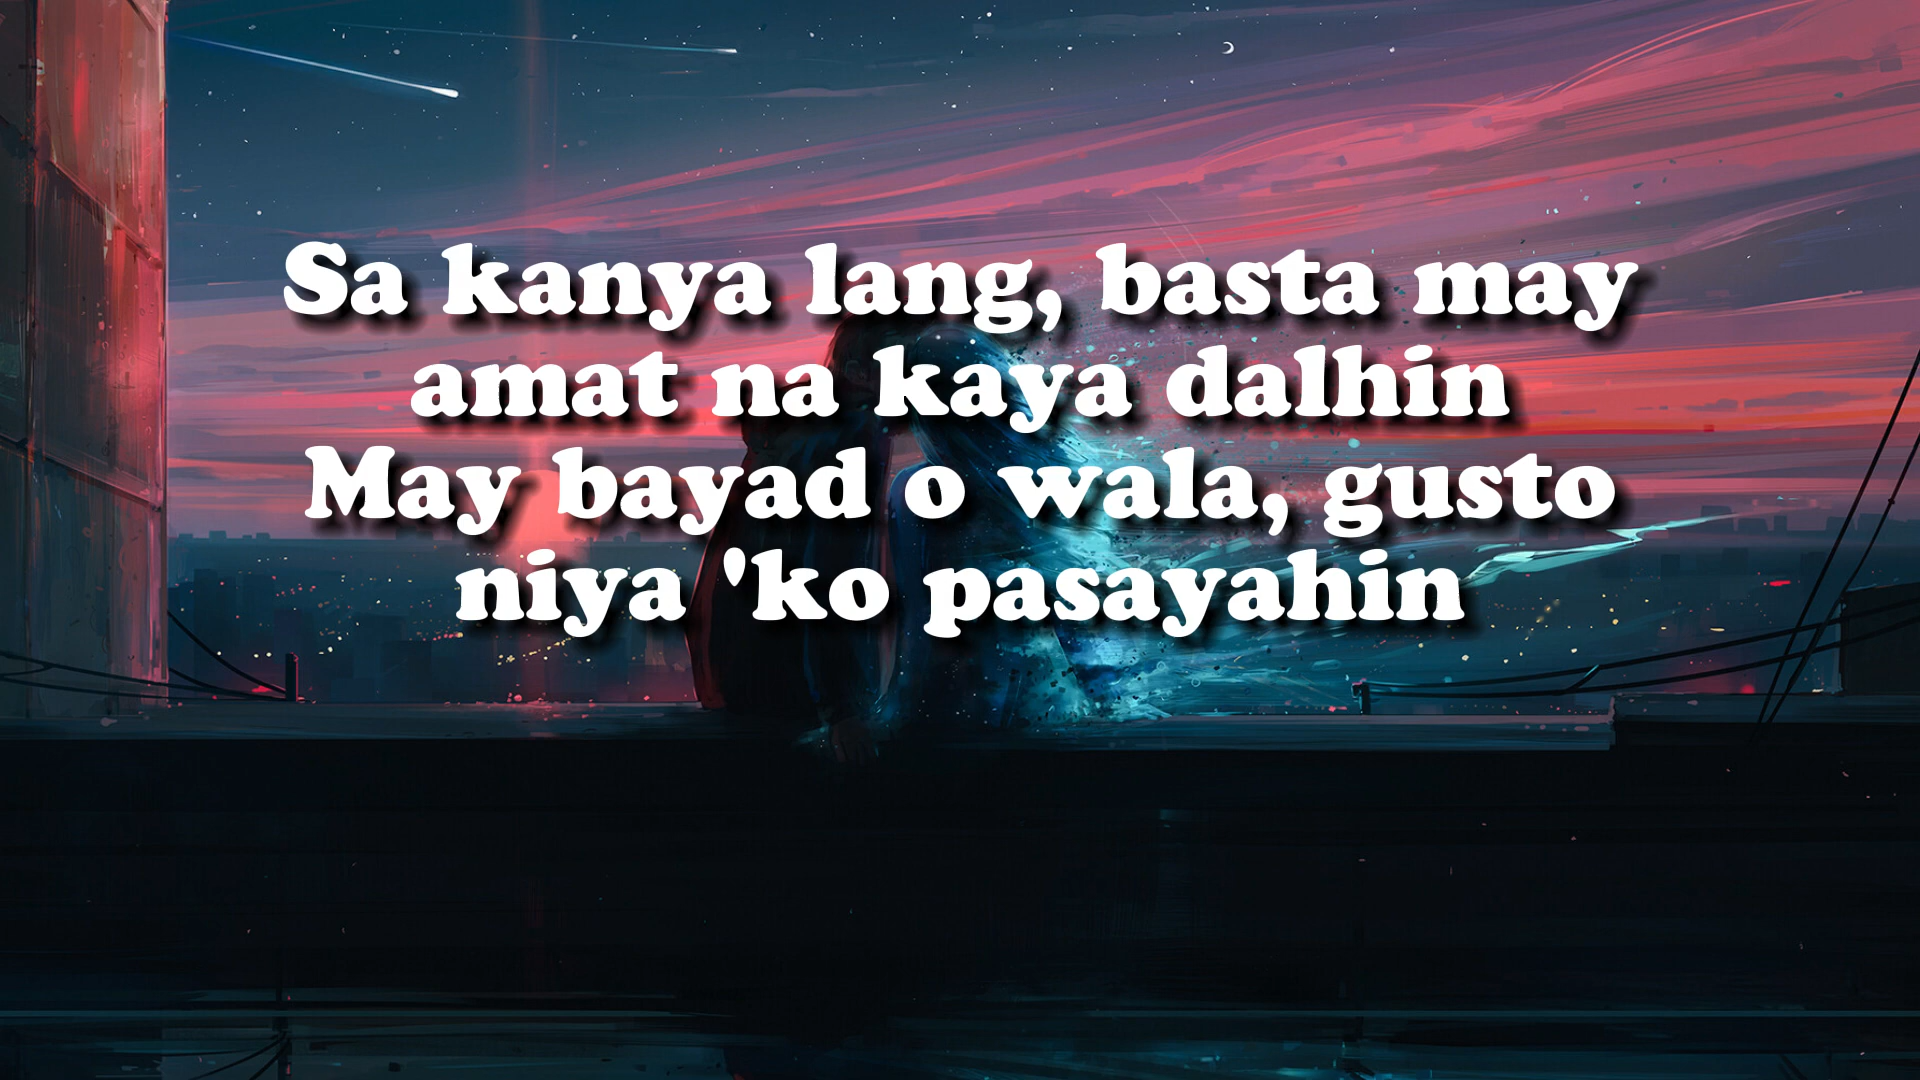 Sa kanya lang, basta may
amat na kaya dalhin
May bayad o wala, gusto
niya 'ko pasayahin